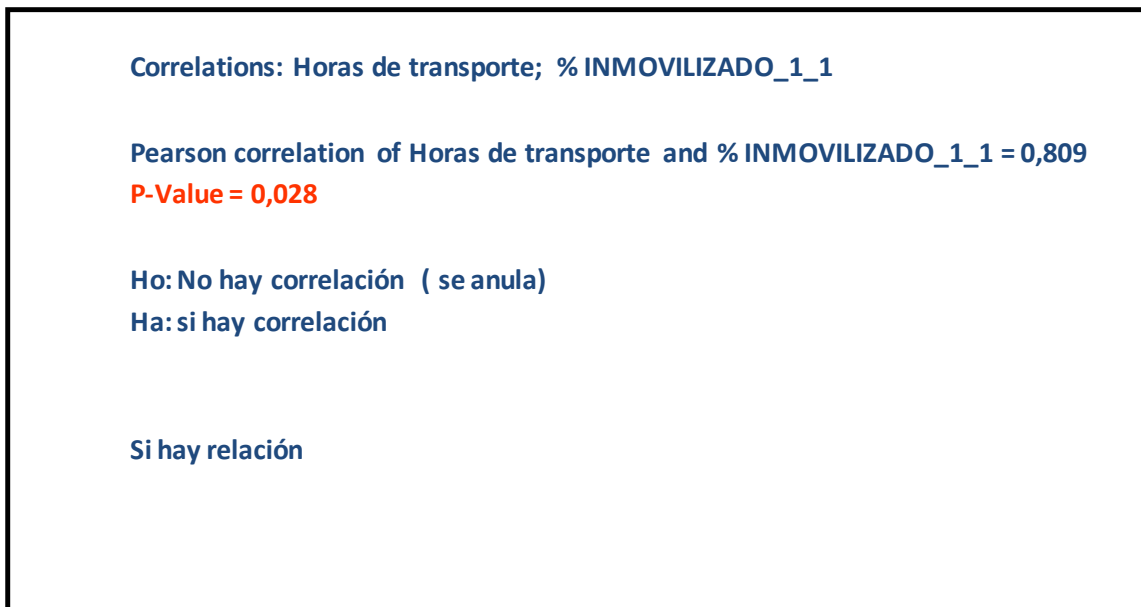 Correlations: Horas de transporte; % INMOVILIZADO_1_1
Pearson correlation of Horas de transporte and % INMOVILIZADO_1_1 = 0,809
P-Value = 0,028
Ho: No hay correlación ( se anula)
Ha: si hay correlación
Si hay relación